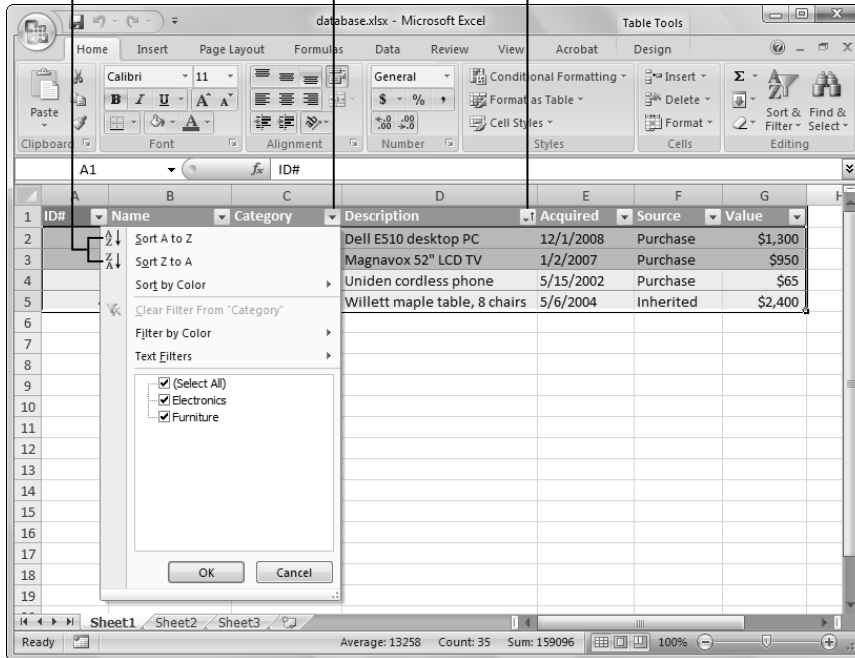 database.xlsx - Microsoft Excel
Table Tools
Home Insert Page Layout Formulas Data Review View Acrobat Design
Calibri 11 General Conditional Formatting Insert Σ
Paste B I U A A $ % , Format as Table Delete Sort & Filter Find & Select
A .00 .00 Cell Styles Format
Clipboard Font Alignment Number Styles Cells Editing
A1 fx ID#
A B C D E F G H
1 ID# Name Category Description Acquired Source Value
2 Sort A to Z Dell E510 desktop PC 12/1/2008 Purchase $1,300
3 Sort Z to A Magnavox 52" LCD TV 1/2/2007 Purchase $950
4 Sort by Color Uniden cordless phone 5/15/2002 Purchase $65
5 Clear Filter From "Category" Willett maple table, 8 chairs 5/6/2004 Inherited $2,400
6 Filter by Color
7 Text Filters
8 (Select All)
9 Electronics
10 Furniture
11
12
13
14
15
16
17
18 OK Cancel
19
Sheet1 Sheet2 Sheet3
Ready Average: 13258 Count: 35 Sum: 159096 100%